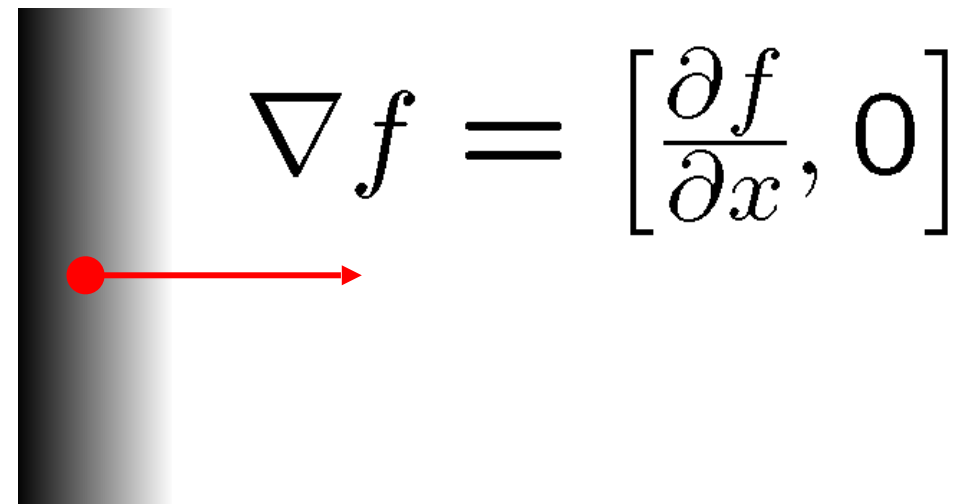 ∇f = [∂f/∂x, 0]